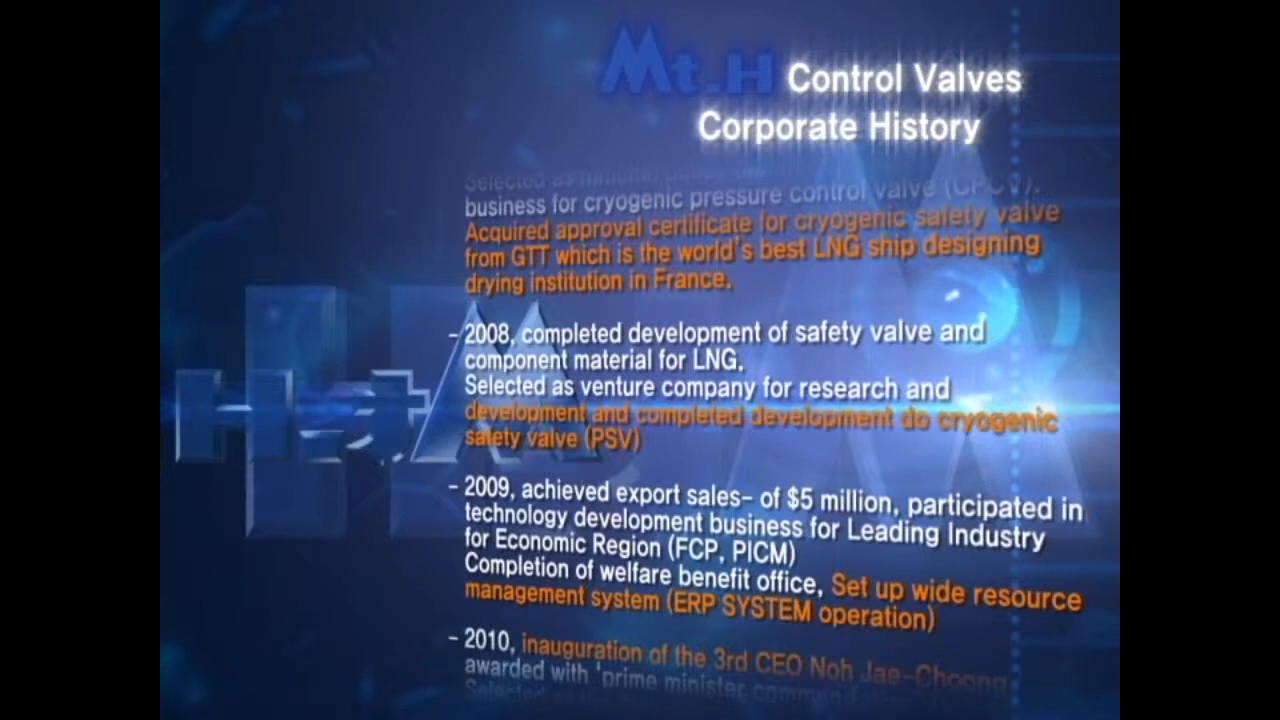 Mt.H Control Valves
Corporate History
Selected as
business for cryogenic pressure control valve (CPCV).
Acquired approval certificate for cryogenic safety valve
from GTT which is the world's best LNG ship designing
drying institution in France.
- 2008, completed development of safety valve and
component material for LNG.
Selected as venture company for research and
development and completed development do cryogenic
safety valve (PSV)
- 2009, achieved export sales- of $5 million, participated in
technology development business for Leading Industry
for Economic Region (FCP, PICM)
Completion of welfare benefit office, Set up wide resource
management system (ERP SYSTEM operation)
- 2010, inauguration of the 3rd CEO Noh Jae-Choong
awarded with 'prime minister
Selected as